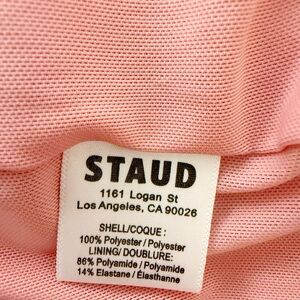 STAUD
1161 Logan St
Los Angeles, CA 90026
SHELL/COQUE :
100% Polyester / Polyester
LINING/ DOUBLURE:
86% Polyamide / Polyamide
14% Elastane / Élasthanne